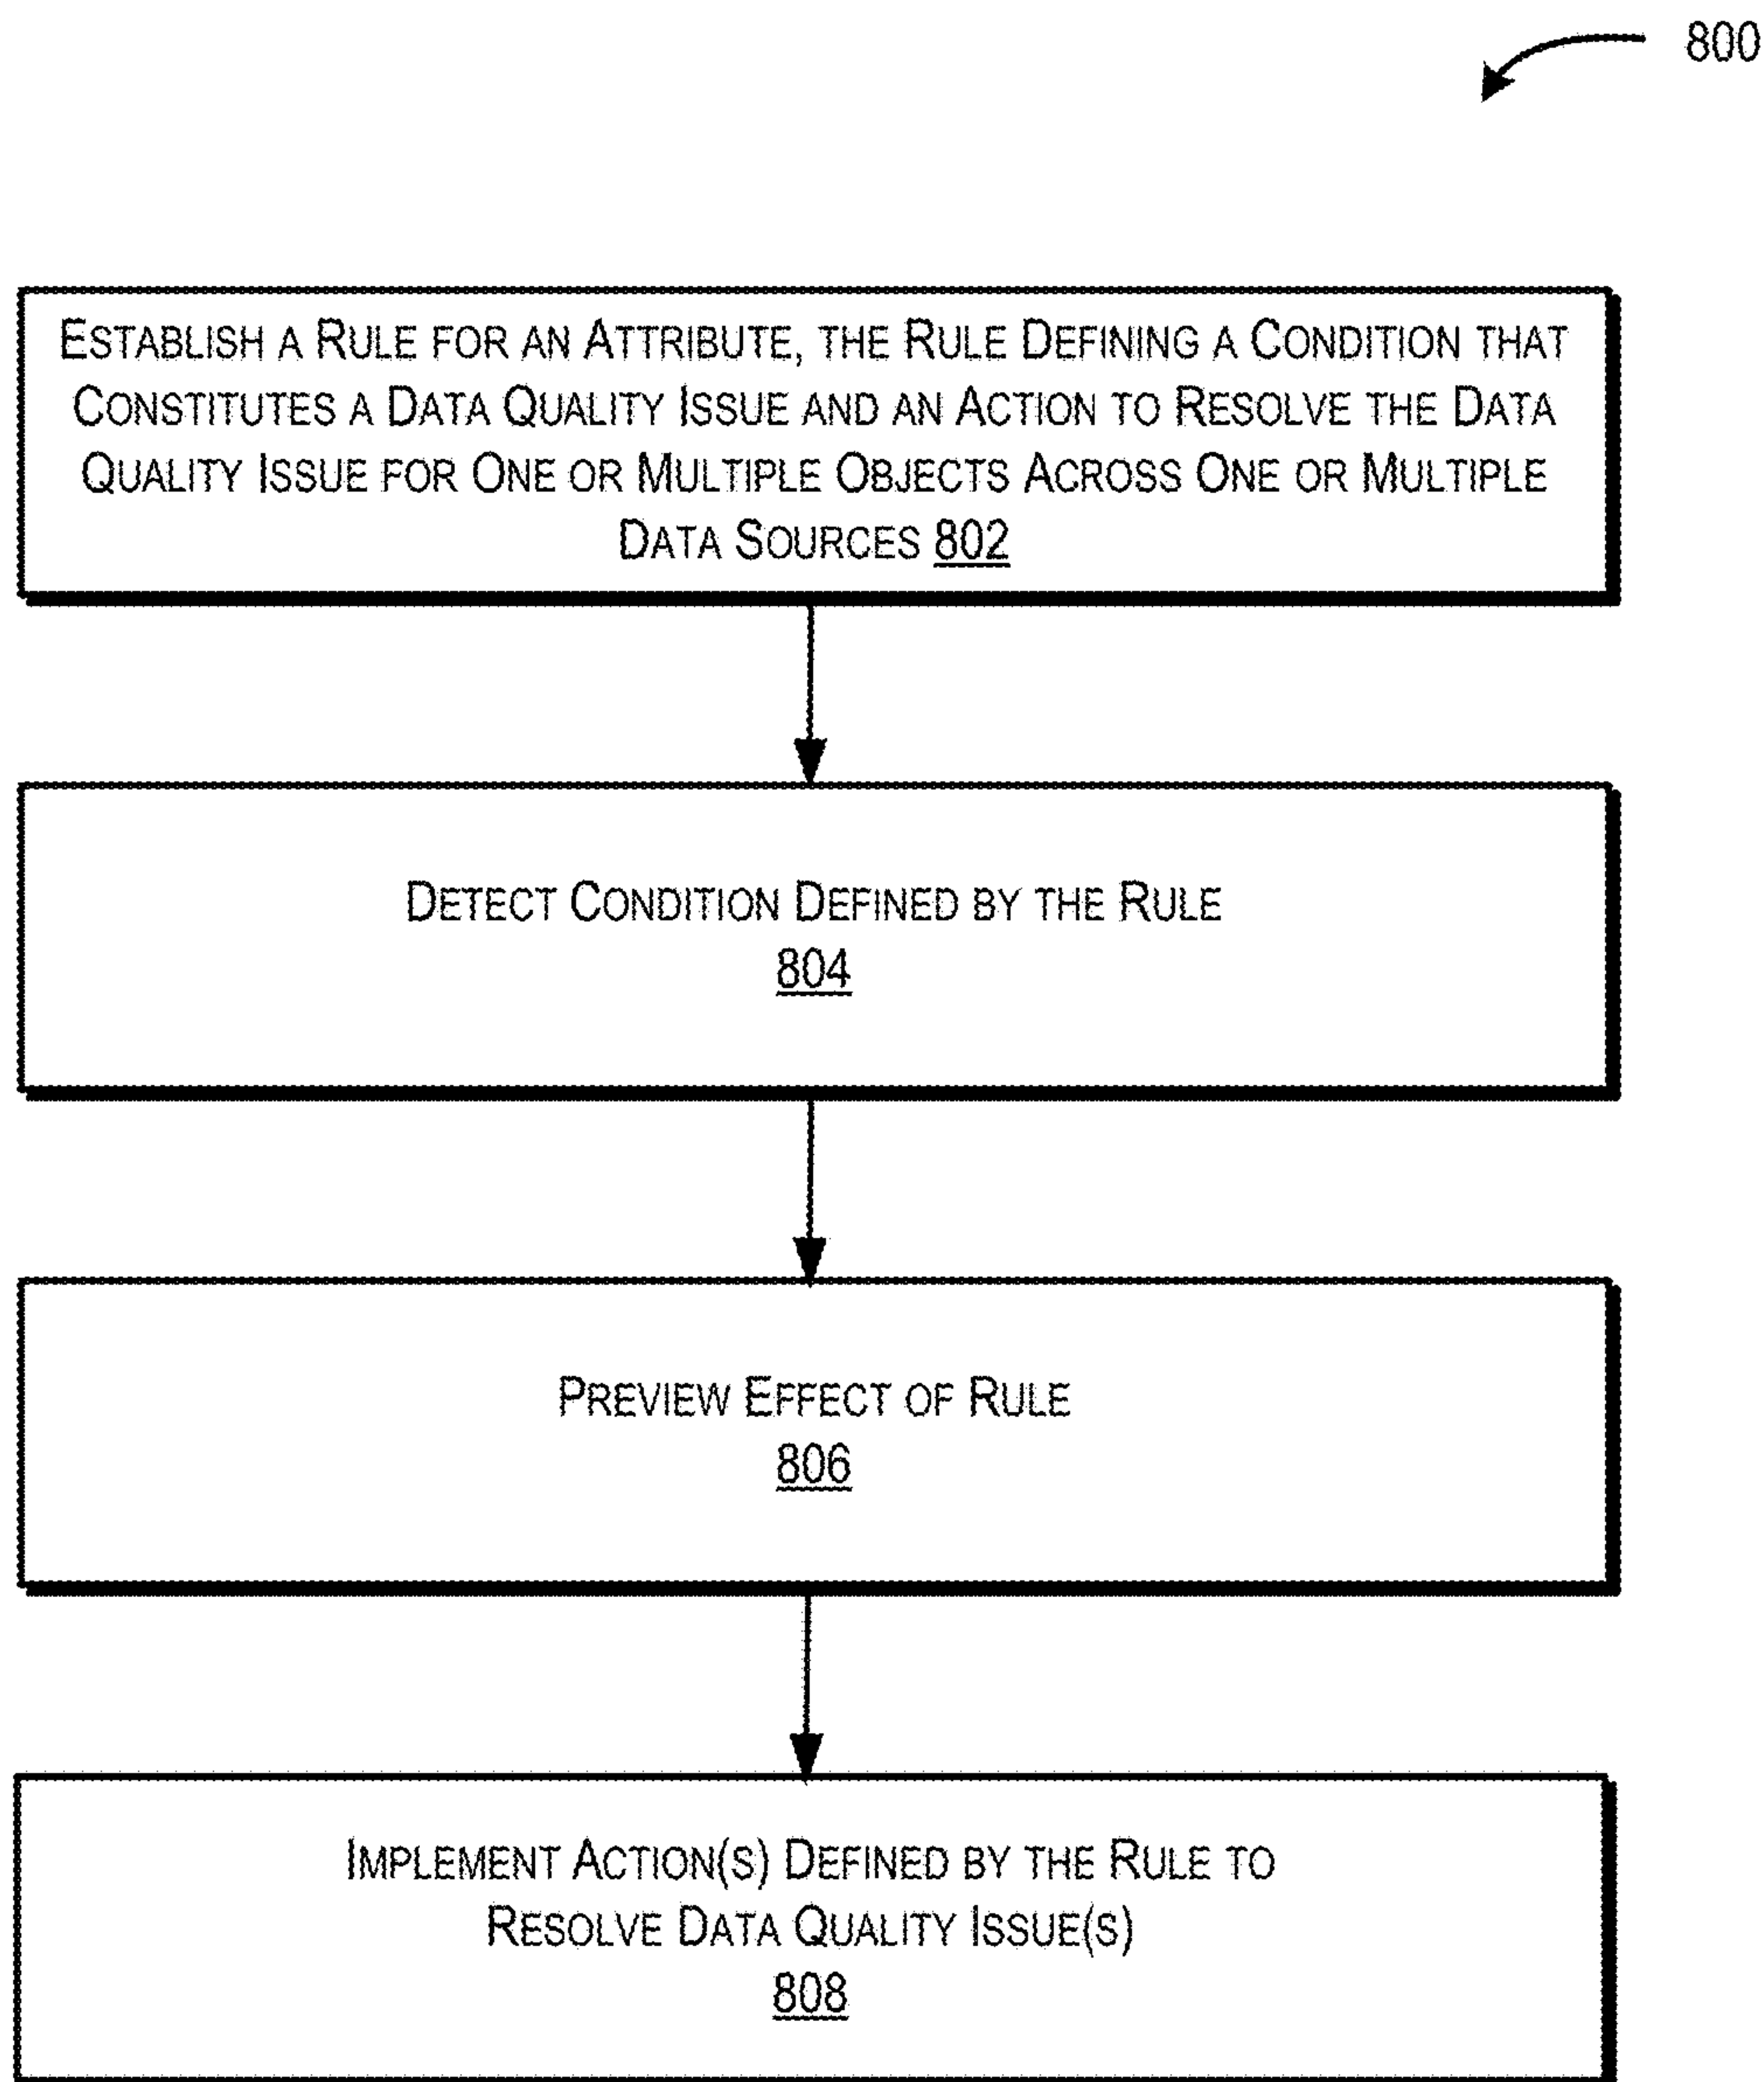 800
ESTABLISH A RULE FOR AN ATTRIBUTE, THE RULE DEFINING A CONDITION THAT
CONSTITUTES A DATA QUALITY ISSUE AND AN ACTION TO RESOLVE THE DATA
QUALITY ISSUE FOR ONE OR MULTIPLE OBJECTS ACROSS ONE OR MULTIPLE
DATA SOURCES 802
DETECT CONDITION DEFINED BY THE RULE
804
PREVIEW EFFECT OF RULE
806
IMPLEMENT ACTION(S) DEFINED BY THE RULE TO
RESOLVE DATA QUALITY ISSUE(S)
808